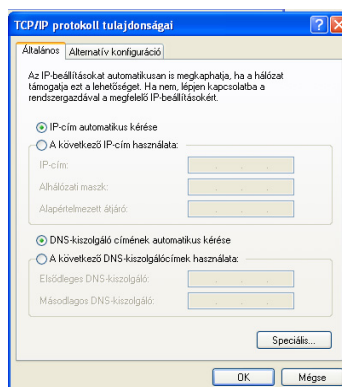 TCP/IP protokoll tulajdonságai
Általános
Alternatív konfiguráció
Az IP-beállításokat automatikusan is megkaphatja, ha a hálózat
támogatja ezt a lehetőséget. Ha nem, lépjen kapcsolatba a
rendszergazdával a megfelelő IP-beállításokért.
IP-cím automatikus kérése
A következő IP-cím használata:
IP-cím:
Alhálózati maszk:
Alapértelmezett átjáró:
DNS-kiszolgáló címének automatikus kérése
A következő DNS-kiszolgálócímek használata:
Elsődleges DNS-kiszolgáló:
Másodlagos DNS-kiszolgáló:
Speciális...
OK
Mégse